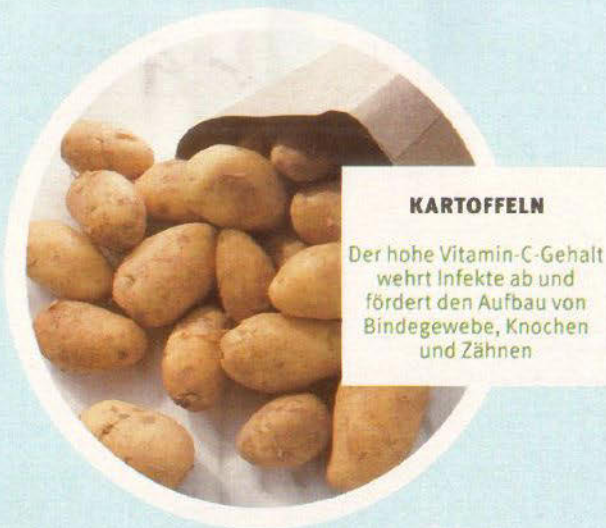 KARTOFFELN
Der hohe Vitamin-C-Gehalt
wehrt Infekte ab und
fördert den Aufbau von
Bindegewebe, Knochen
und Zähnen